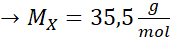 → M_X = 35,5 g/mol